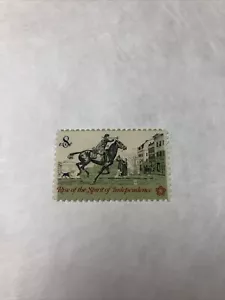 8¢
Rise of the Spirit of Independence